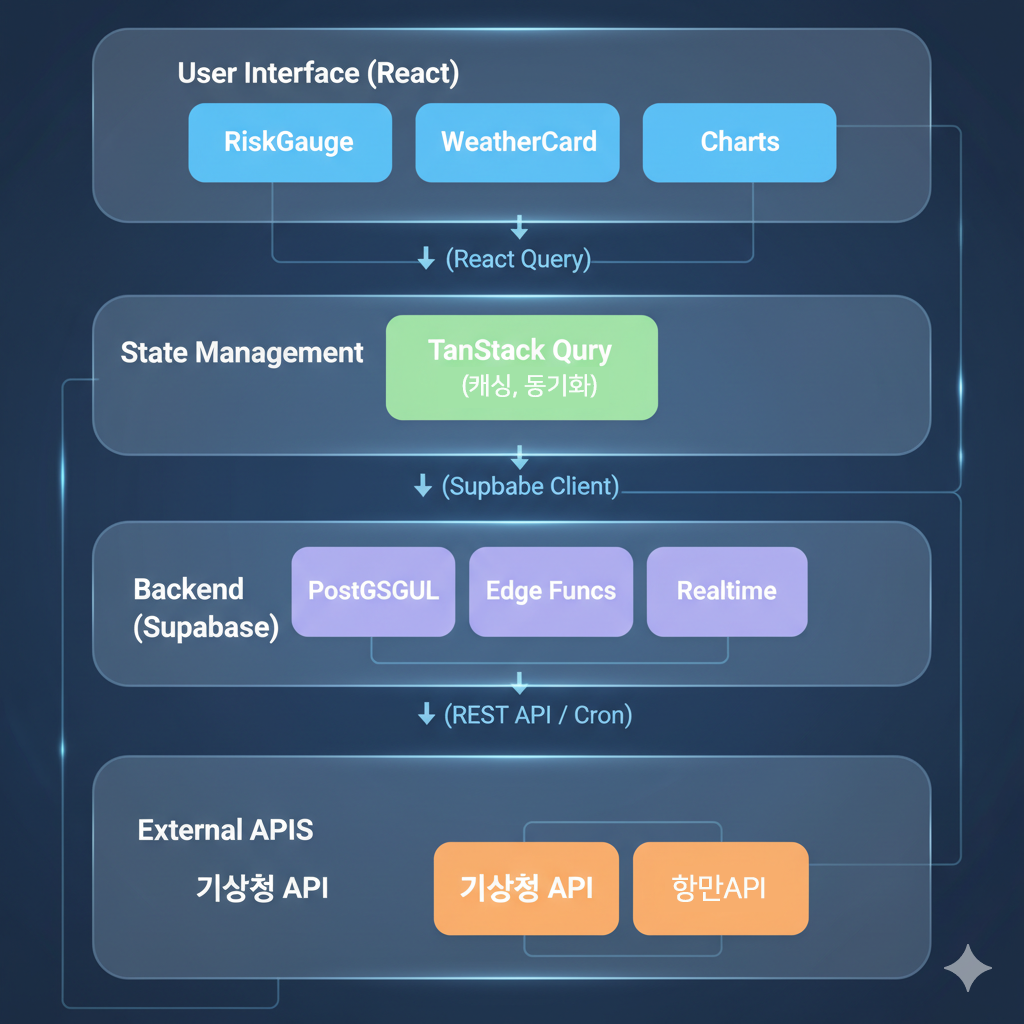 User Interface (React)
RiskGauge
WeatherCard
Charts
(React Query)
State Management
TanStack Qury
(캐싱, 동기화)
(Supbabe Client)
Backend
(Supabase)
PostGSGUL
Edge Funcs
Realtime
(REST API / Cron)
External APIS
기상청 API
기상청 API
항만API